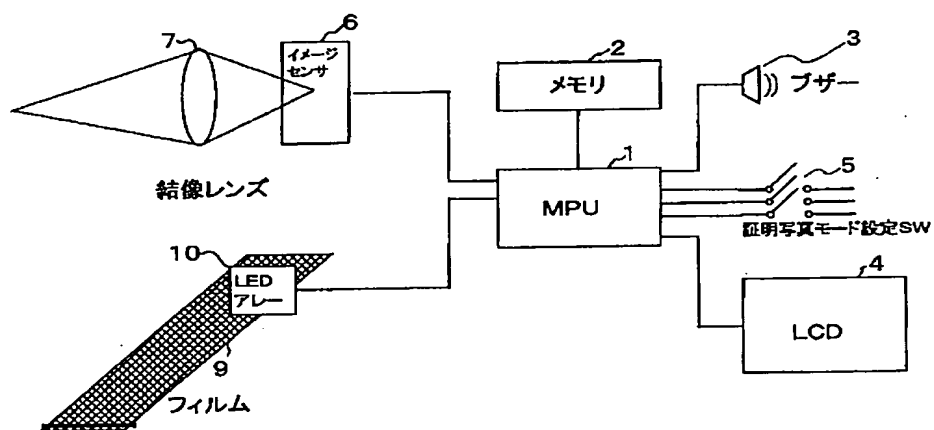 6
7
イメージ
センサ
2
メモリ
3
ブザー
結像レンズ
1
MPU
5
証明写真モード設定SW
10
LED
アレー
9
フィルム
4
LCD